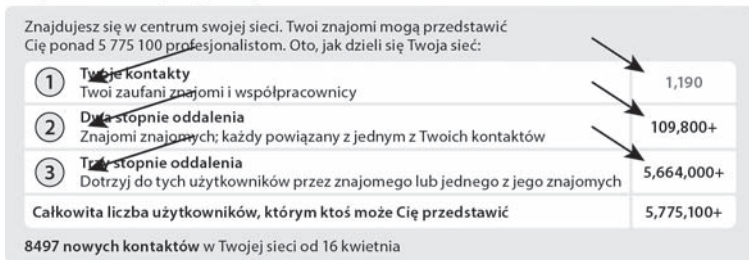 Znajdujesz się w centrum swojej sieci. Twoi znajomi mogą przedstawić
Cię ponad 5 775 100 profesjonalistom. Oto, jak dzieli się Twoja sieć:
1 Twoje kontakty 1,190
Twoi zaufani znajomi i współpracownicy
2 Dwa stopnie oddalenia 109,800+
Znajomi znajomych; każdy powiązany z jednym z Twoich kontaktów
3 Trzy stopnie oddalenia 5,664,000+
Dotrzyj do tych użytkowników przez znajomego lub jednego z jego znajomych
Całkowita liczba użytkowników, którym ktoś może Cię przedstawić 5,775,100+
8497 nowych kontaktów w Twojej sieci od 16 kwietnia